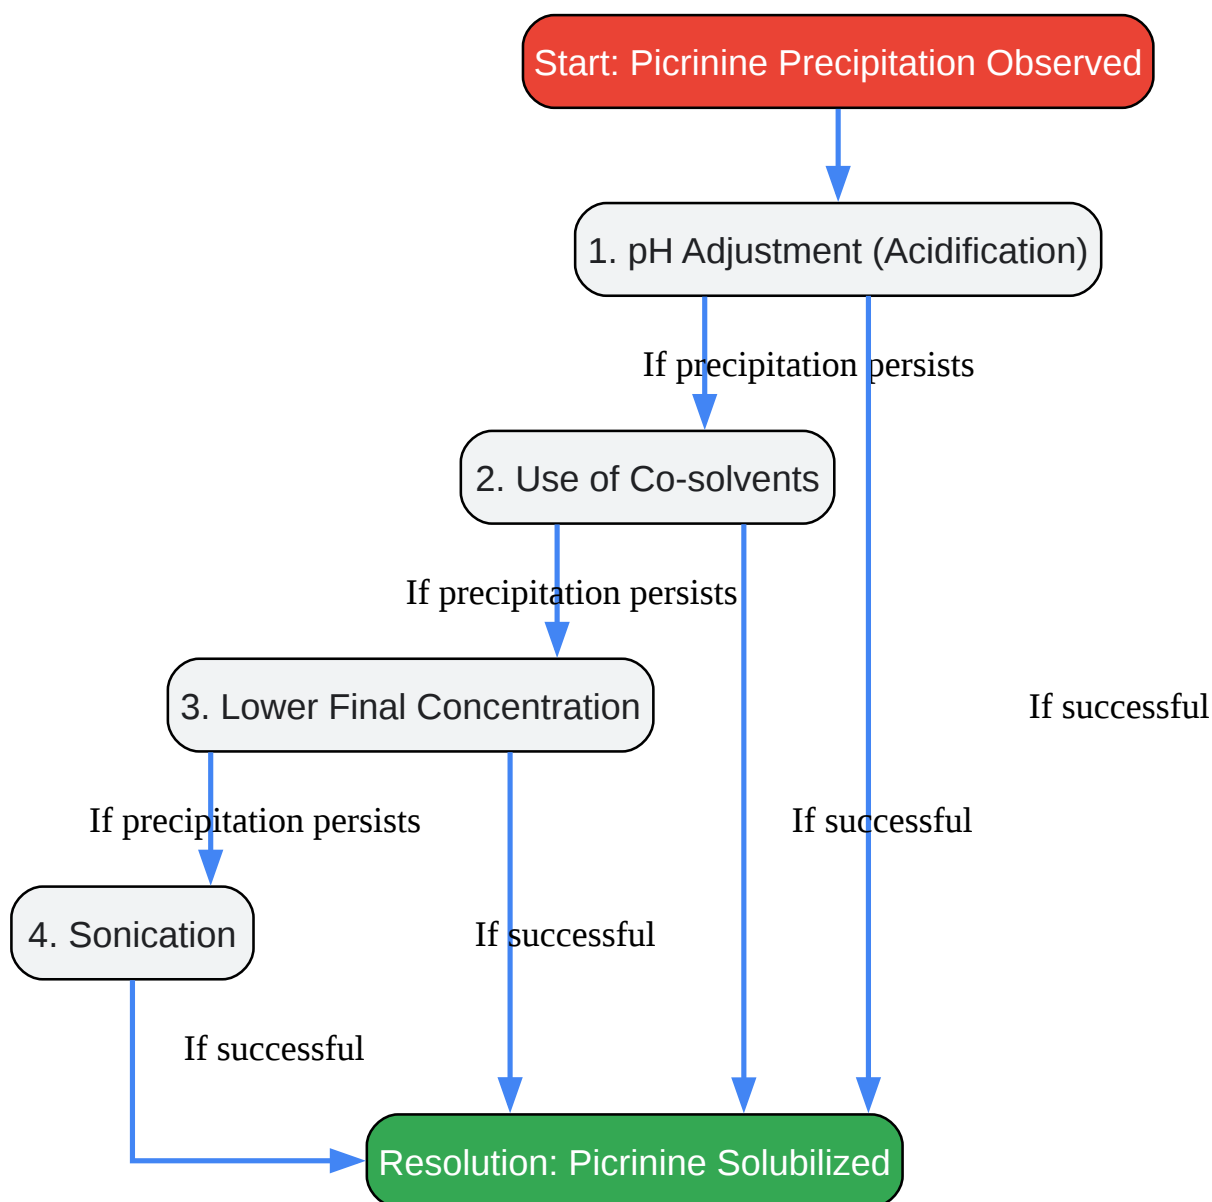 Start: Picrinine Precipitation Observed
1. pH Adjustment (Acidification)
If precipitation persists
2. Use of Co-solvents
If precipitation persists
3. Lower Final Concentration
If successful
If precipitation persists
If successful
4. Sonication
If successful
If successful
Resolution: Picrinine Solubilized